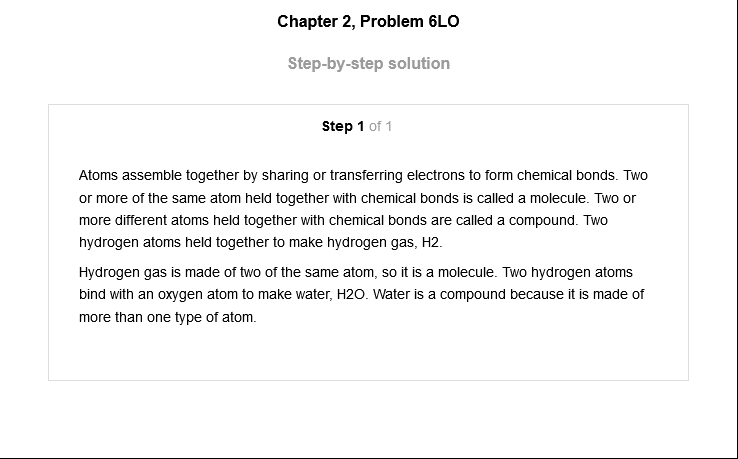 Chapter 2, Problem 6LO
Step-by-step solution
Step 1 of 1
Atoms assemble together by sharing or transferring electrons to form chemical bonds. Two
or more of the same atom held together with chemical bonds is called a molecule. Two or
more different atoms held together with chemical bonds are called a compound. Two
hydrogen atoms held together to make hydrogen gas, H2.
Hydrogen gas is made of two of the same atom, so it is a molecule. Two hydrogen atoms
bind with an oxygen atom to make water, H2O. Water is a compound because it is made of
more than one type of atom.